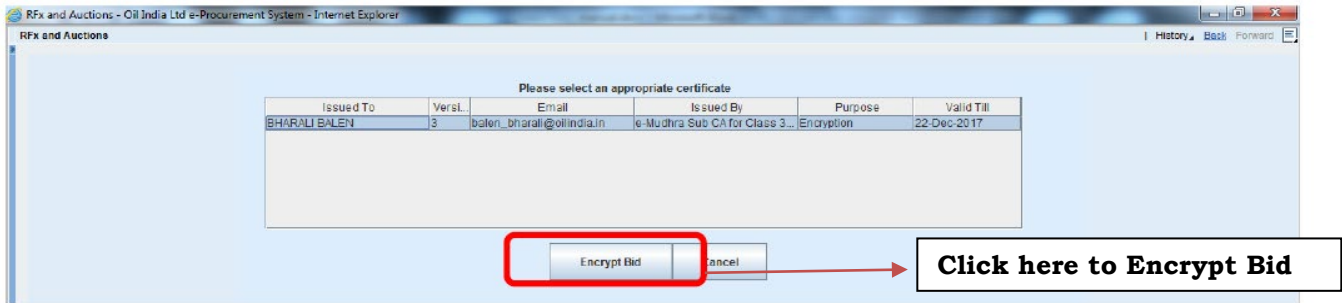 RFx and Auctions - Oil India Ltd e-Procurement System - Internet Explorer
RFx and Auctions
| History Back Forward
Please select an appropriate certificate
Issued To Versi... Email Issued By Purpose Valid Till
BHARALI BALEN 3 balen_bharali@oilindia.in e-Mudhra Sub CA for Class 3... Encryption 22-Dec-2017
Encrypt Bid Cancel
Click here to Encrypt Bid